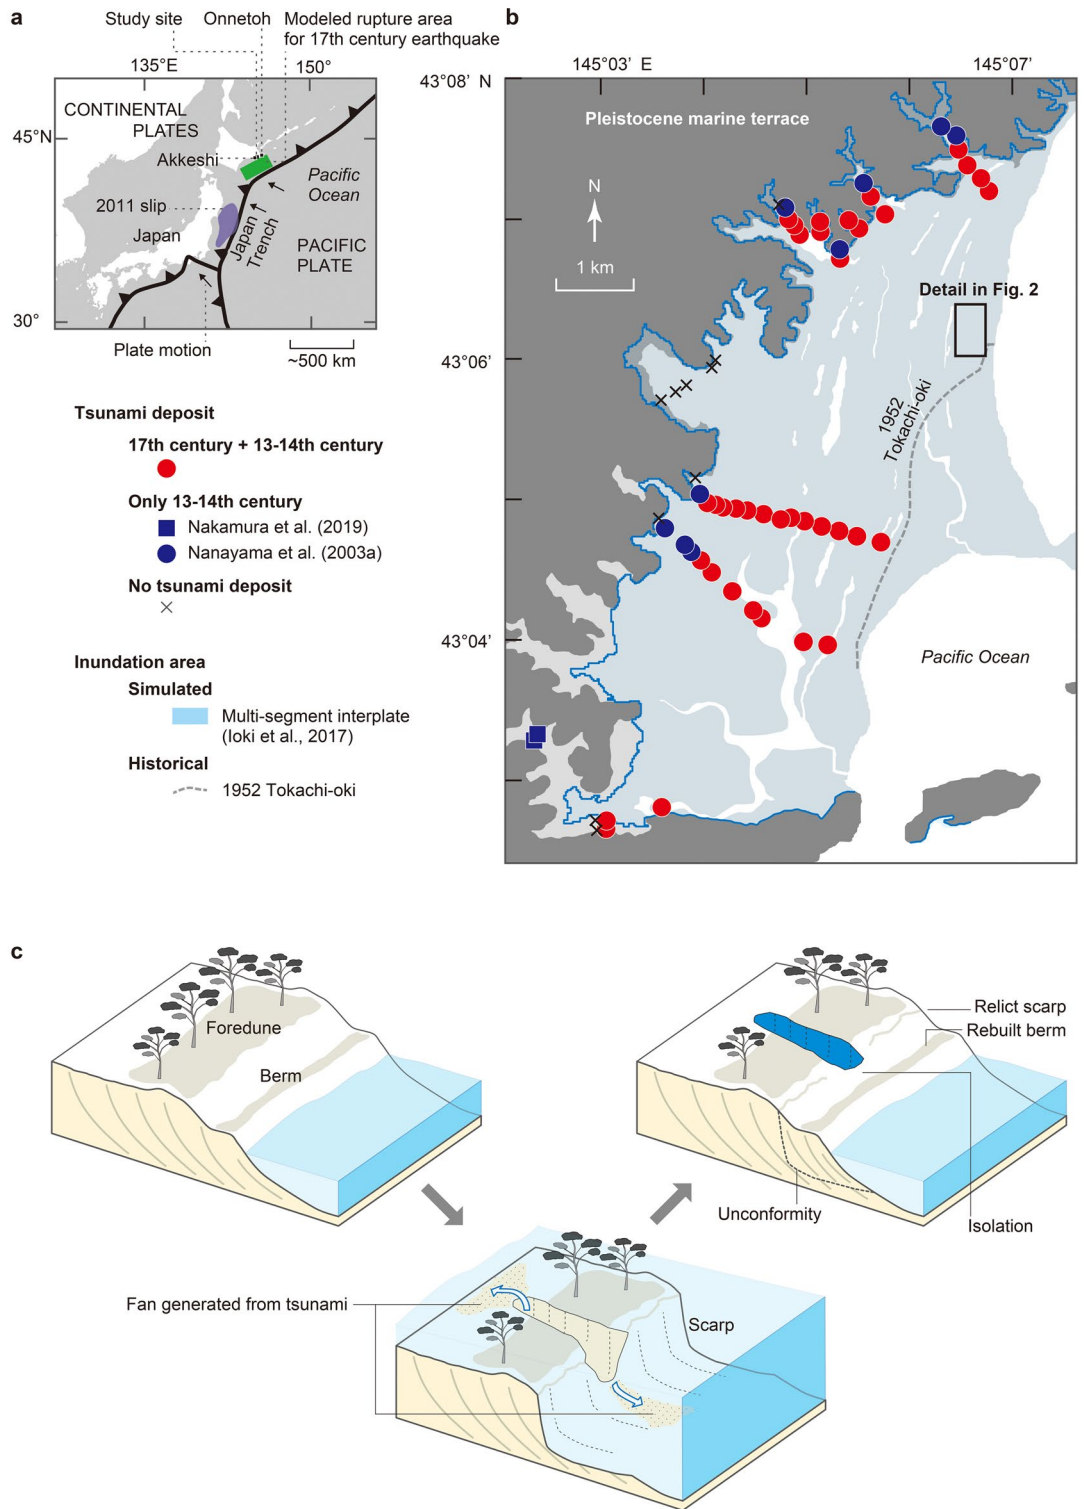 a
Study site
Onnetoh
Modeled rupture area
for 17th century earthquake
135°E
150°
CONTINENTAL
PLATES
45°N
Akkeshi
Pacific
Ocean
2011 slip
Japan
Japan
Trench
PACIFIC
PLATE
30°
Plate motion
~500 km
Tsunami deposit
17th century + 13-14th century
Only 13-14th century
Nakamura et al. (2019)
Nanayama et al. (2003a)
No tsunami deposit
Inundation area
Simulated
Multi-segment interplate
(Ioki et al., 2017)
Historical
1952 Tokachi-oki
b
145°03’ E
145°07’
43°08’ N
Pleistocene marine terrace
N
1 km
Detail in Fig. 2
43°06’
1952
Tokachi-oki
43°04’
Pacific Ocean
c
Foredune
Berm
Relict scarp
Rebuilt berm
Unconformity
Isolation
Fan generated from tsunami
Scarp